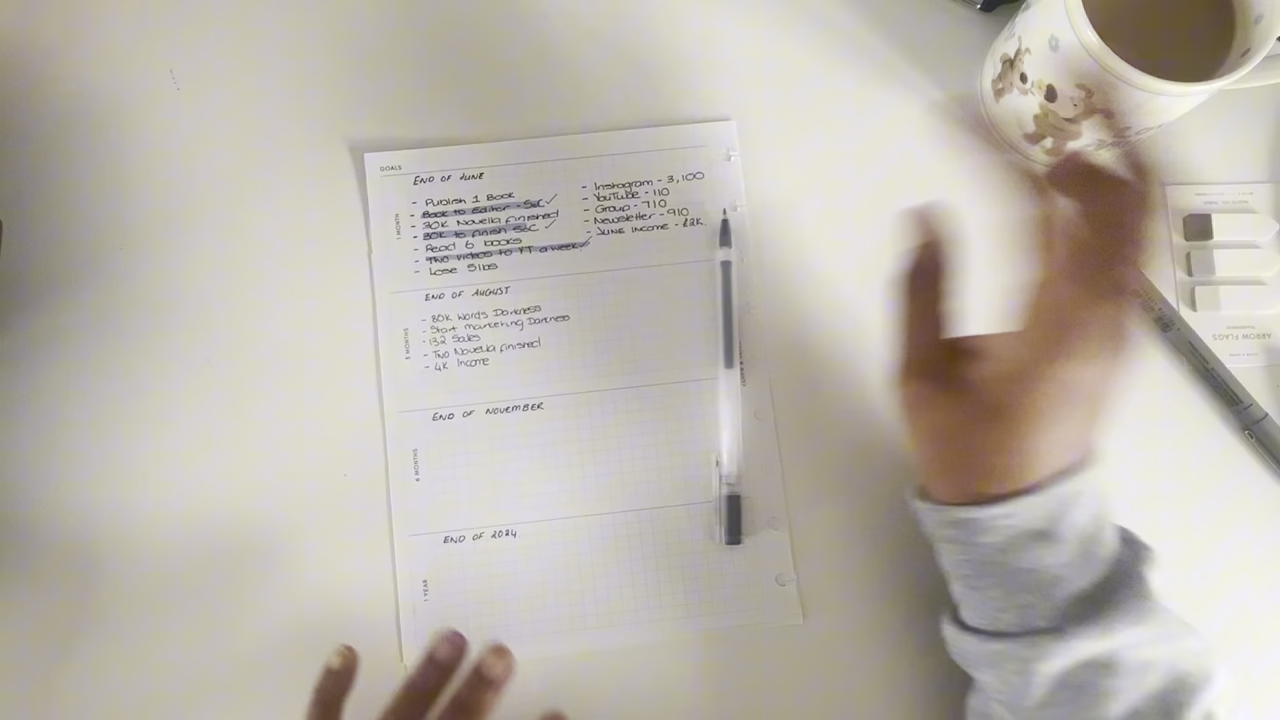 GOALS
END OF JUNE
1 MONTH
- Publish 1 Book
- Book to Editor - SoC ✓
- 30K Novella finished
- 30K to finish SoC ✓
- Read 6 books
- Two videos to YT a week ✓
- Lose 5lbs
- Instagram - 3,100
- YouTube - 110
- Group - 710
- Newsletter - 910
- JUNE INCOME - £2K.
END OF AUGUST
3 MONTHS
- 80K Words Darkness
- Start marketing Darkness
- 132 Sales
- Two Novella finished
- 4K Income
END OF NOVEMBER
6 MONTHS
END OF 2024
1 YEAR
ARROW FLAGS